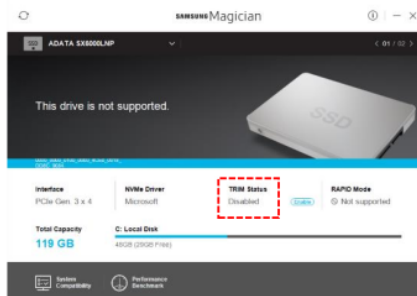 SAMSUNG Magician
ADATA SX6000LNP
< 01 / 02 >
This drive is not supported.
SSD
Interface
PCIe Gen. 3 x 4
NVMe Driver
Microsoft
TRIM Status
Disabled
Enable
RAPID Mode
Not supported
Total Capacity
119 GB
C: Local Disk
System
Compatibility
Performance
Benchmark